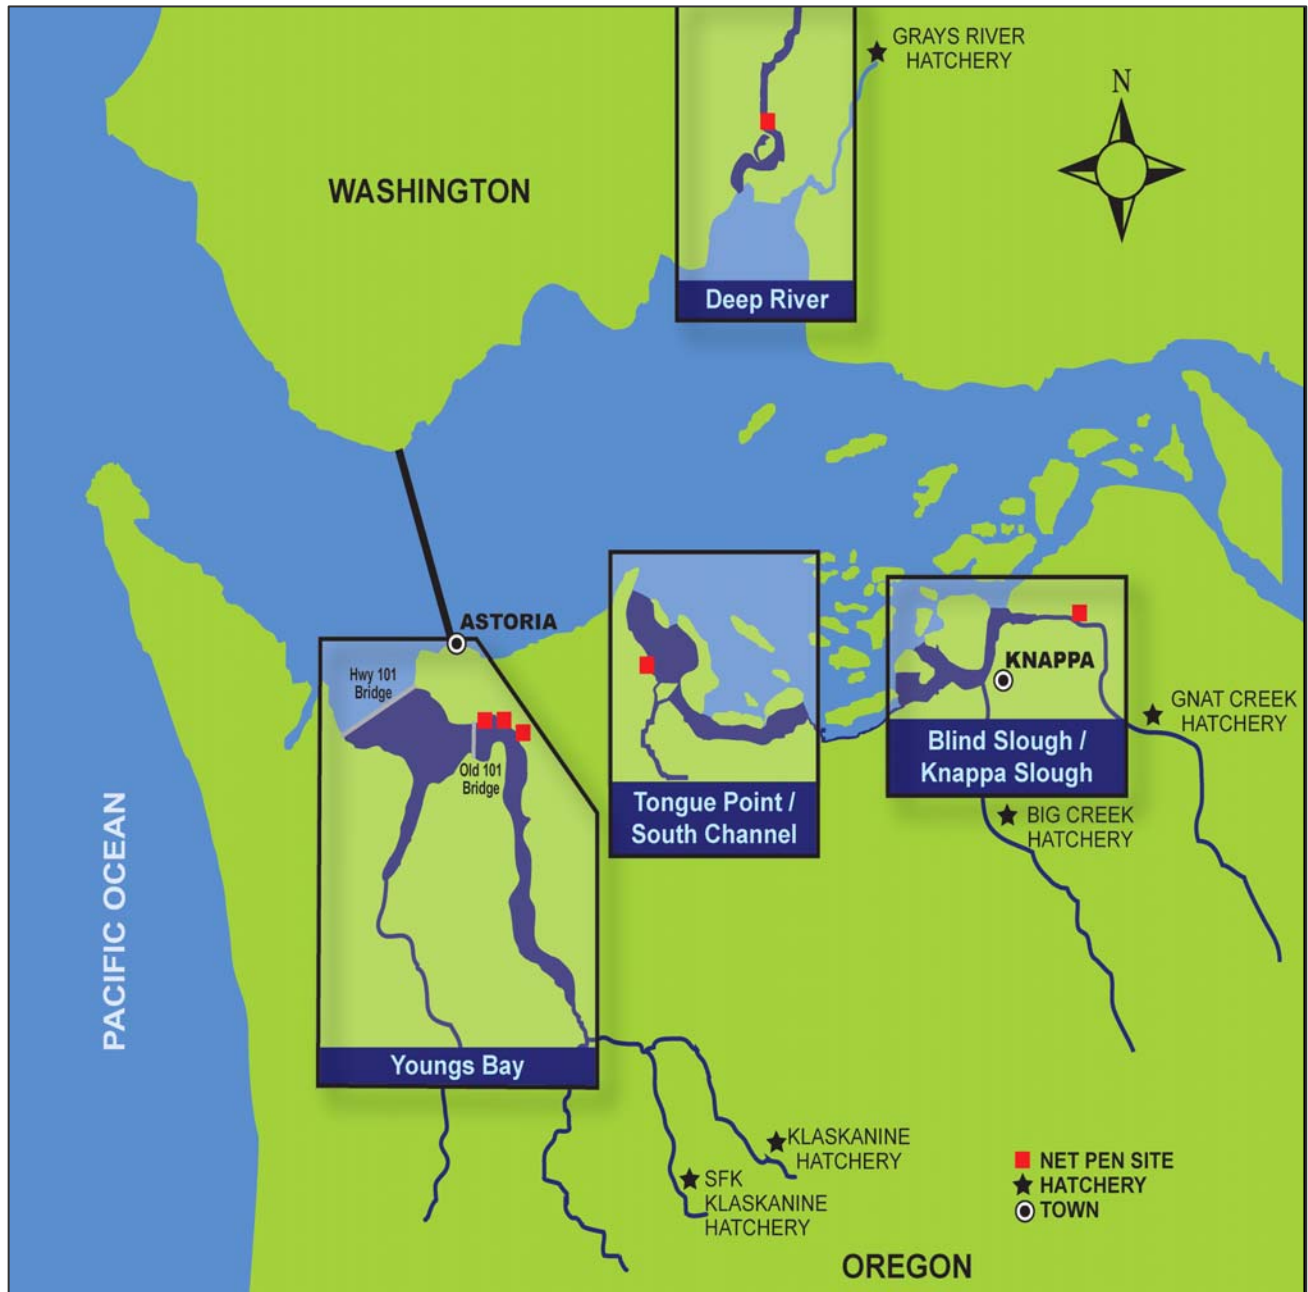 GRAYS RIVER
HATCHERY
N
WASHINGTON
Deep River
ASTORIA
Hwy 101
Bridge
Old 101
Bridge
KNAPPA
GNAT CREEK
HATCHERY
Blind Slough /
Knappa Slough
Tongue Point /
South Channel
BIG CREEK
HATCHERY
PACIFIC OCEAN
Youngs Bay
KLASKANINE
HATCHERY
SFK
KLASKANINE
HATCHERY
NET PEN SITE
HATCHERY
TOWN
OREGON